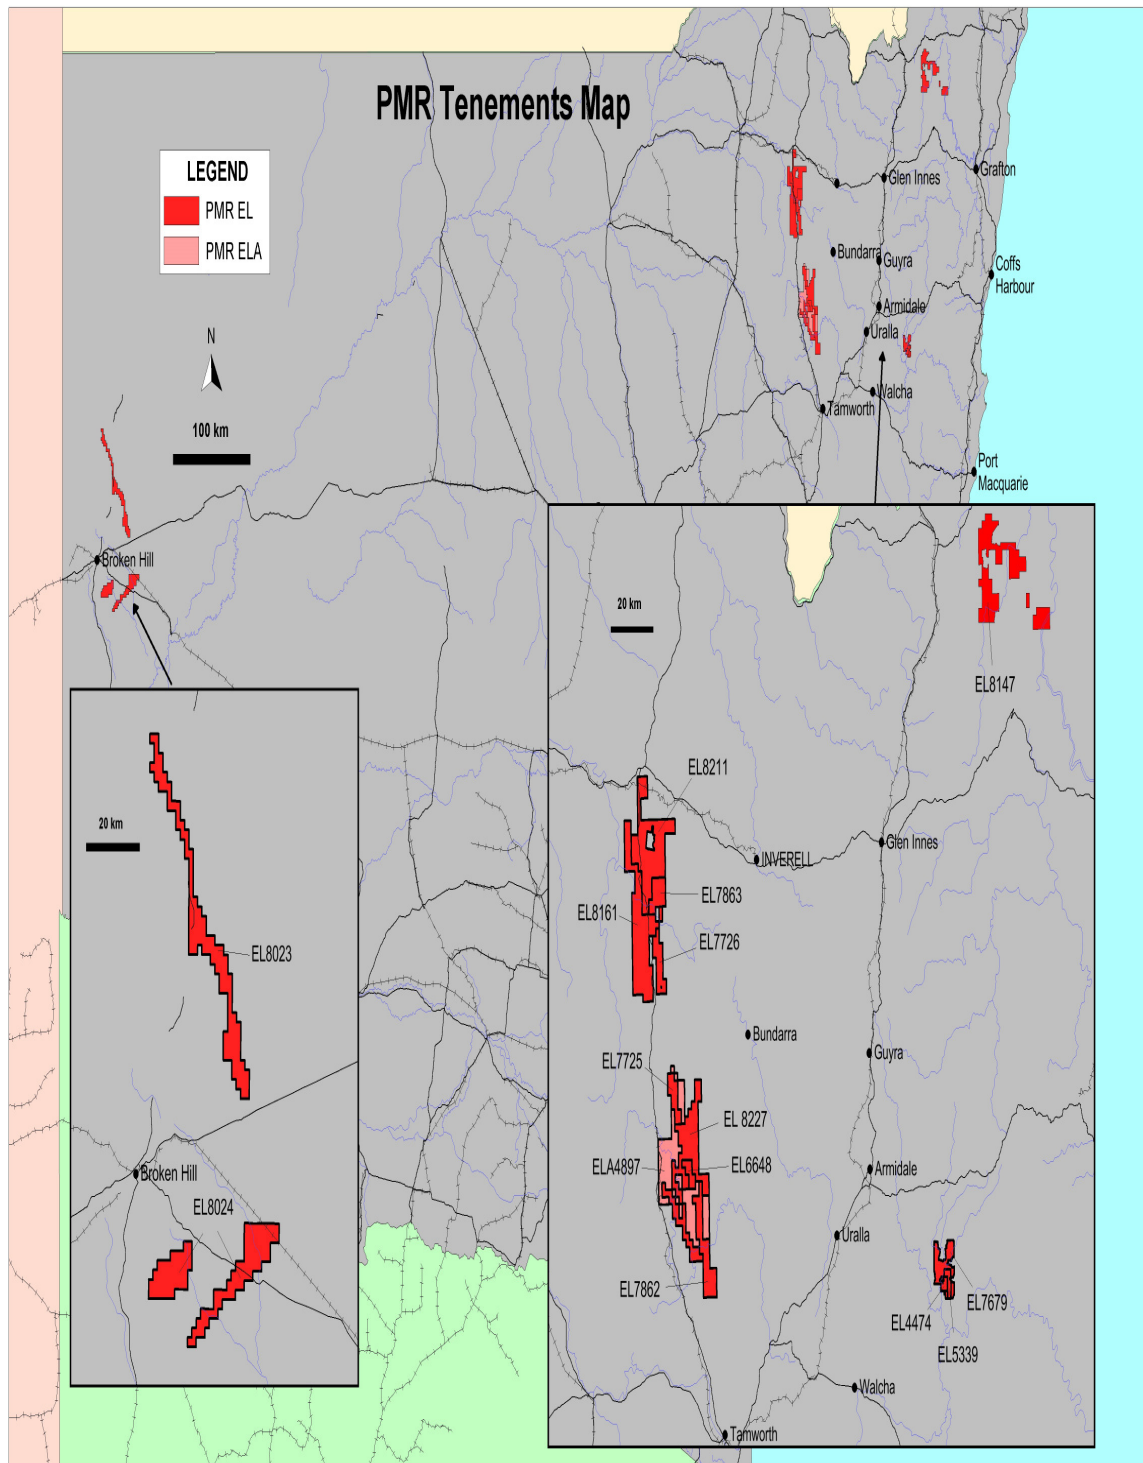 PMR Tenements Map
LEGEND
PMR EL
PMR ELA
N
100 km
Glen Innes
Grafton
Bundarra
Guyra
Coffs
Harbour
Armidale
Uralla
Walcha
Tamworth
Port
Macquarie
Broken Hill
20 km
EL8023
Broken Hill
EL8024
20 km
EL8147
EL8211
Glen Innes
INVERELL
EL7863
EL8161
EL7726
Bundarra
Guyra
EL7725
EL 8227
ELA4897
EL6648
Armidale
Uralla
EL7862
EL7679
EL4474
EL5339
Walcha
Tamworth